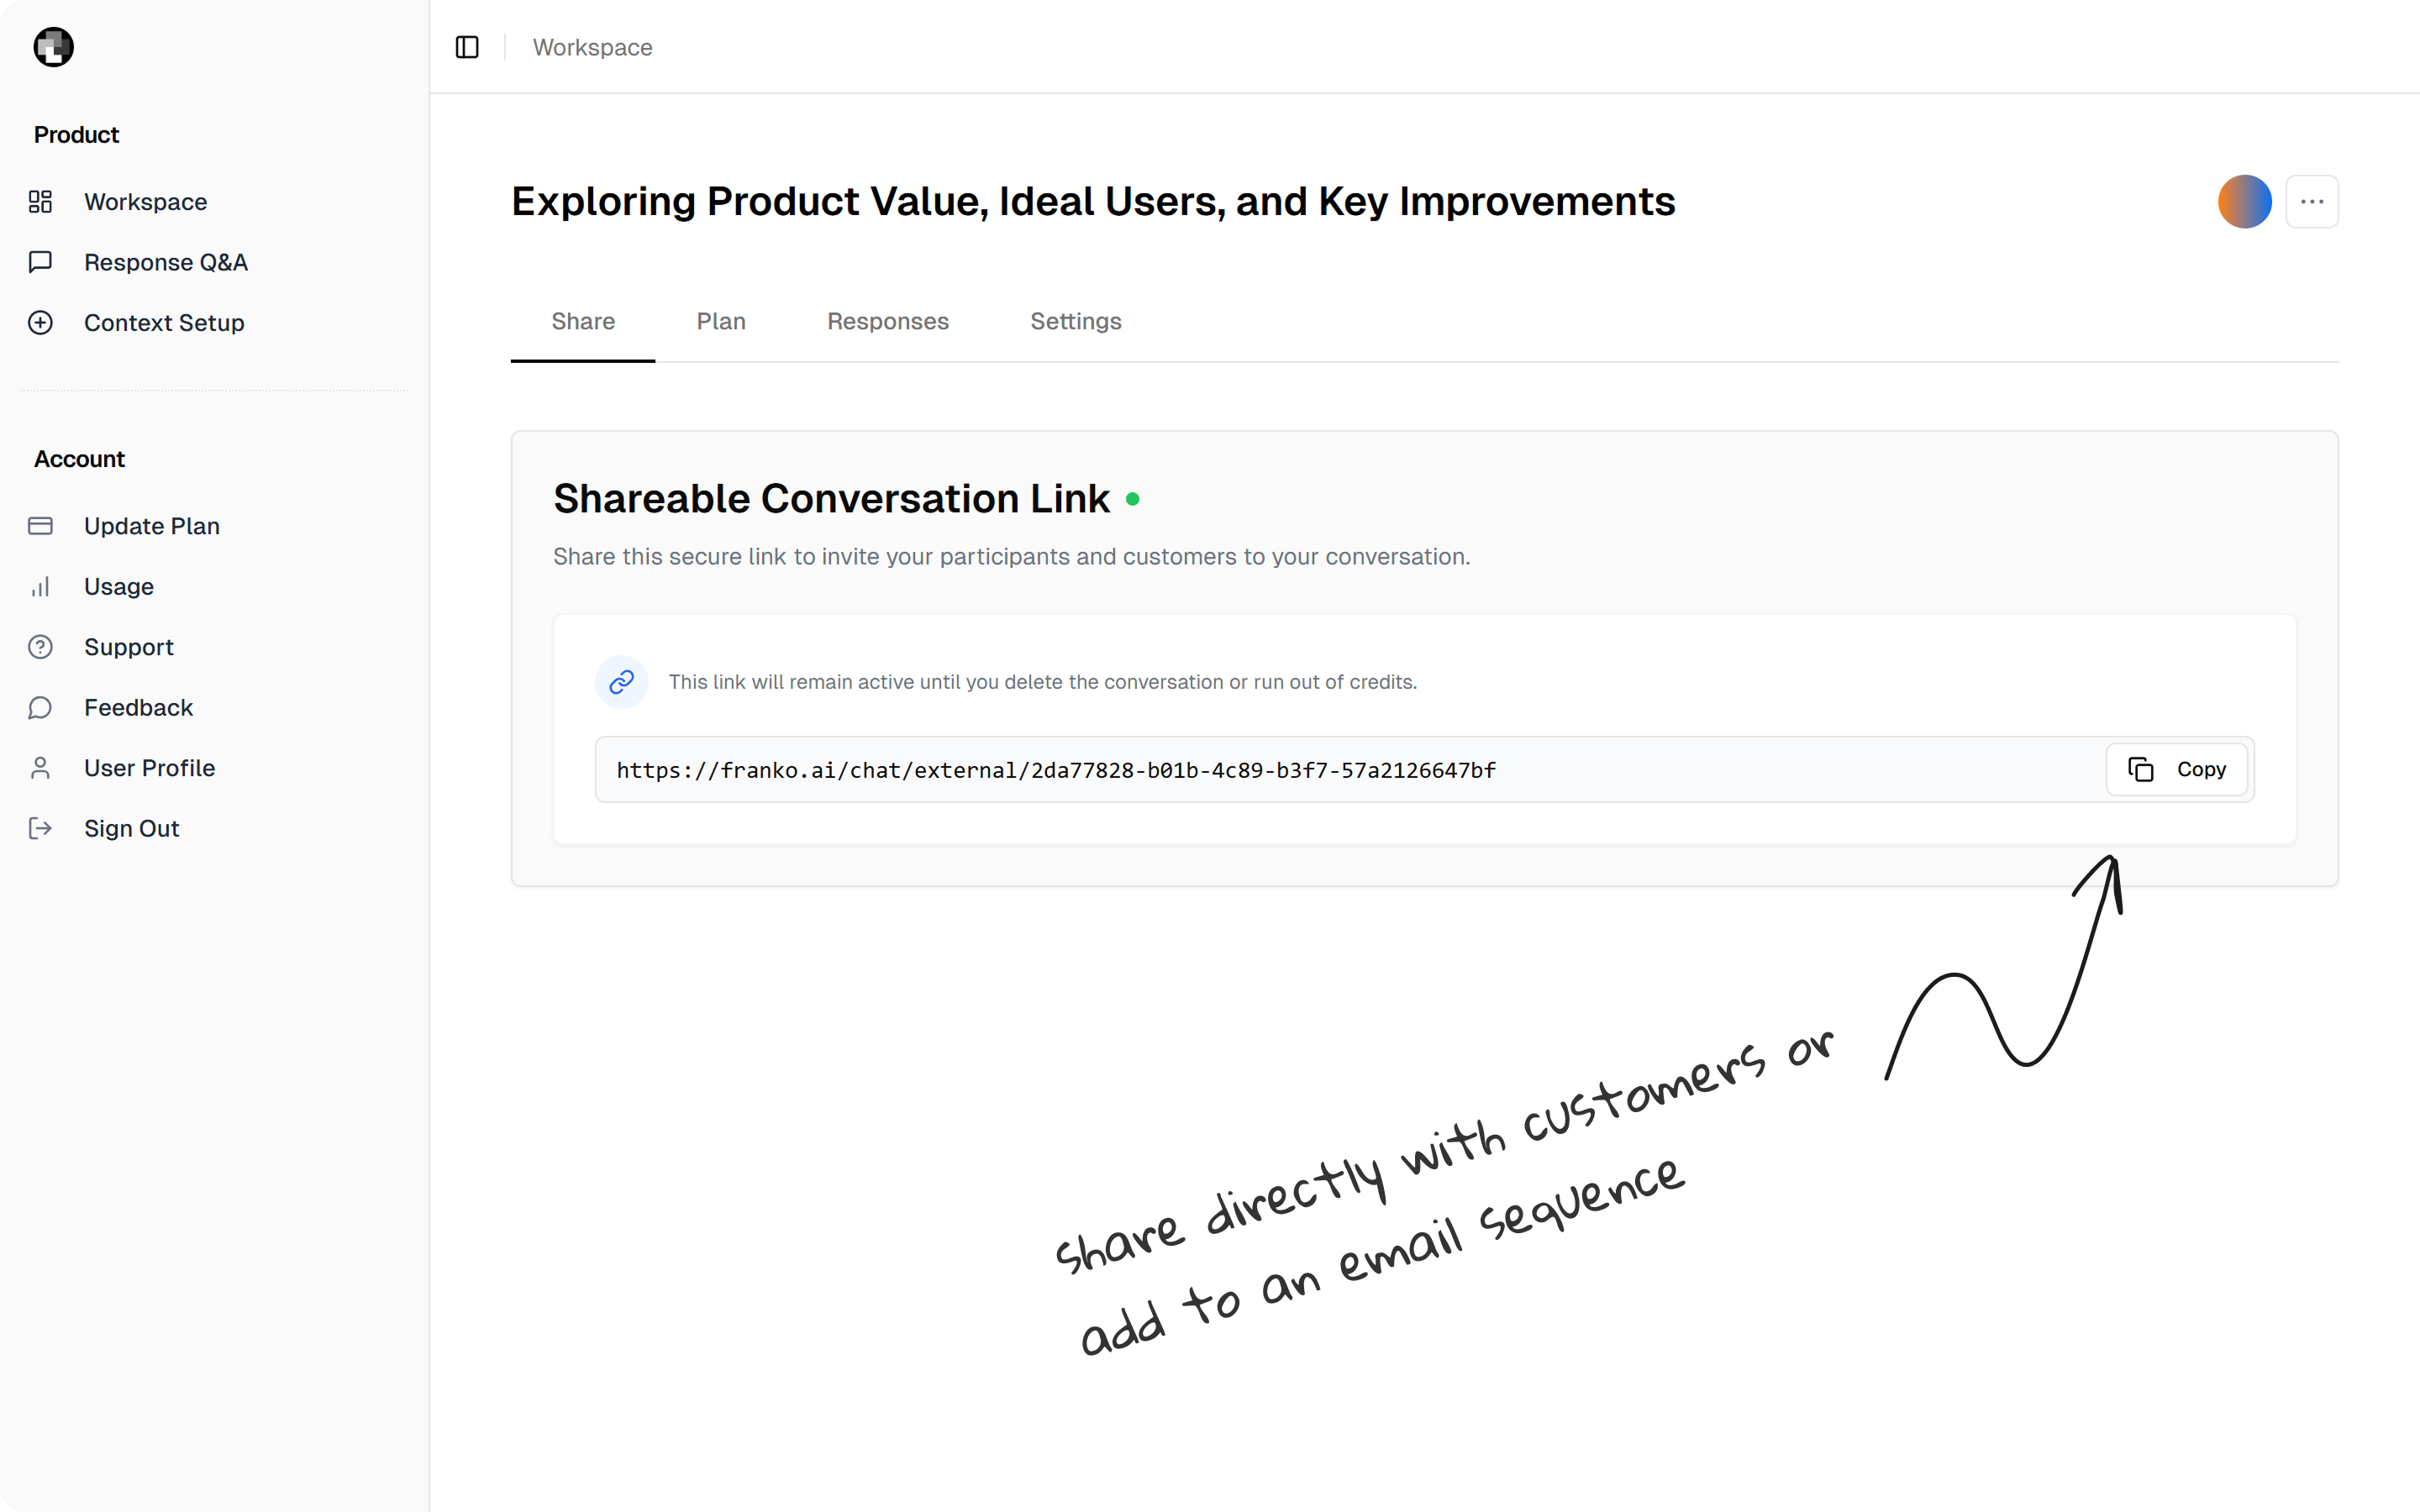 Workspace
Product
Workspace
Response Q&A
Context Setup
Account
Update Plan
Usage
Support
Feedback
User Profile
Sign Out
Exploring Product Value, Ideal Users, and Key Improvements
Share Plan Responses Settings
Shareable Conversation Link
Share this secure link to invite your participants and customers to your conversation.
This link will remain active until you delete the conversation or run out of credits.
https://franko.ai/chat/external/2da77828-b01b-4c89-b3f7-57a2126647bf Copy
share directly with customers or
add to an email sequence